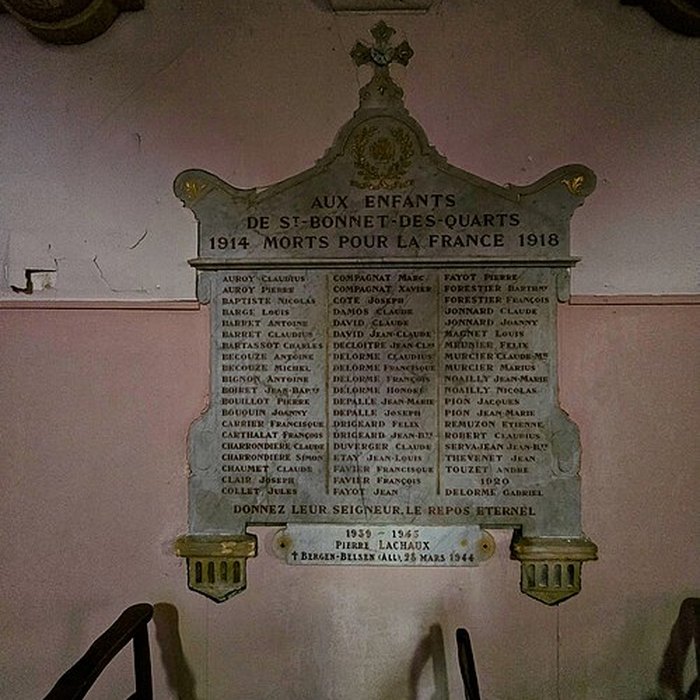 AUX ENFANTS
DE ST-BONNET-DES-QUARTS
1914 MORTS POUR LA FRANCE 1918
AUROY CLAUDIUS
AUROY PIERRE
BAPTISTE NICOLAS
BARGE LOUIS
BARRET ANTOINE
BARRET CLAUDIUS
BARTASSOT CHARLES
BECOUZE ANTOINE
BECOUZE MICHEL
BIGNON ANTOINE
BOIRET JEAN-BAPTE
BOUILLOT PIERRE
BOUQUIN JOANNY
CARRIER FRANCISQUE
CARTHALAT FRANÇOIS
CHARRONDIERE CLAUDE
CHARRONDIERE SIMON
CHAUMET CLAUDE
CLAIR JOSEPH
COLLET JULES
COMPAGNAT MARC
COMPAGNAT XAVIER
COTE JOSEPH
DAMOS CLAUDE
DAVID CLAUDE
DAVID JEAN-CLAUDE
DECLOITRE JEAN-CLDE
DELORME CLAUDIUS
DELORME FRANCISQUE
DELORME FRANÇOIS
DELORME HONORÉ
DEPALLE JEAN-MARIE
DEPALLE JOSEPH
DRIGEARD FELIX
DRIGEARD JEAN-BTE
DUVERGER CLAUDE
ETAY JEAN-LOUIS
FAVIER FRANCISQUE
FAVIER FRANÇOIS
FAYOT JEAN
FAYOT PIERRE
FORESTIER BARTHMY
FORESTIER FRANÇOIS
JONNARD CLAUDE
JONNARD JOANNY
MAGNET LOUIS
MEUNIER FELIX
MURCIER CLAUDE-MIE
MURCIER MARIUS
NOAILLY JEAN-MARIE
NOAILLY NICOLAS
PION JACQUES
PION JEAN MARIE
REMUZON ETIENNE
ROBERT CLAUDIUS
SERVAJEAN JEAN-BTE
THEVENET JEAN
TOUZET ANDRE
1920
DELORME GABRIEL
DONNEZ LEUR SEIGNEUR, LE REPOS ETERNEL
1939 - 1945
PIERRE LACHAUX
† BERGEN-BELSEN (ALL), 28 MARS 1944